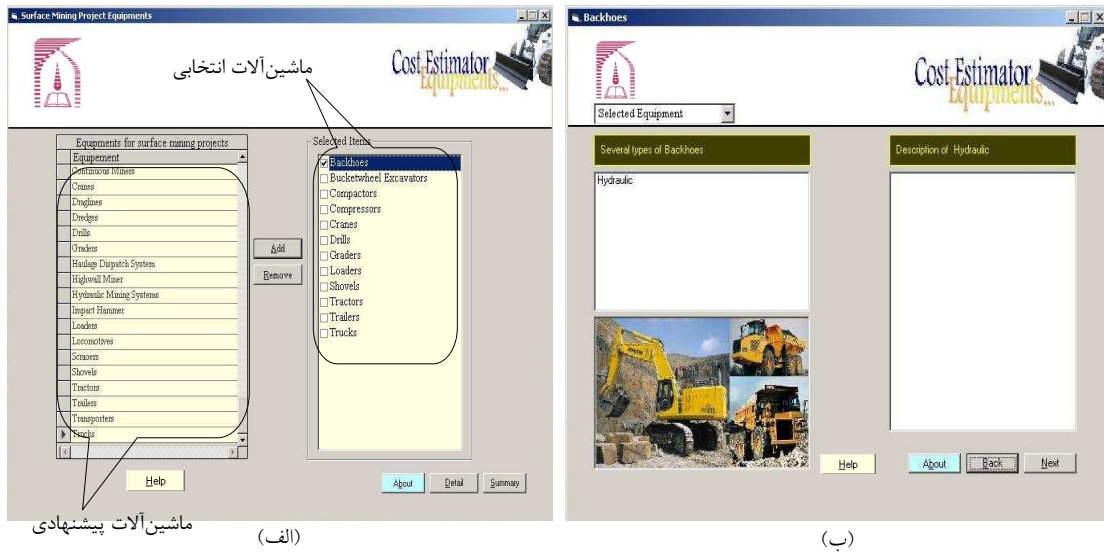 Surface Mining Project Equipments
ماشین‌آلات انتخابی
Cost Estimator
Equipments...
Equipments for surface mining projects
Equipement
Continuous Miners
Cranes
Draglines
Dredges
Drills
Graders
Haulage Dispatch System
Highwall Miner
Hydraulic Mining Systems
Impact Hammer
Loaders
Locomotives
Scrapers
Shovels
Tractors
Trailers
Transporters
Trucks
Add
Remove
Selected Items
Backhoes
Bucketwheel Excavators
Compactors
Compressors
Cranes
Drills
Graders
Loaders
Shovels
Tractors
Trailers
Trucks
Help
About
Detail
Summary
ماشین‌آلات پیشنهادی
(الف)
Backhoes
Cost Estimator
Equipments...
Selected Equipment
Several types of Backhoes
Hydraulic
Description of Hydraulic
Help
About
Back
Next
(ب)